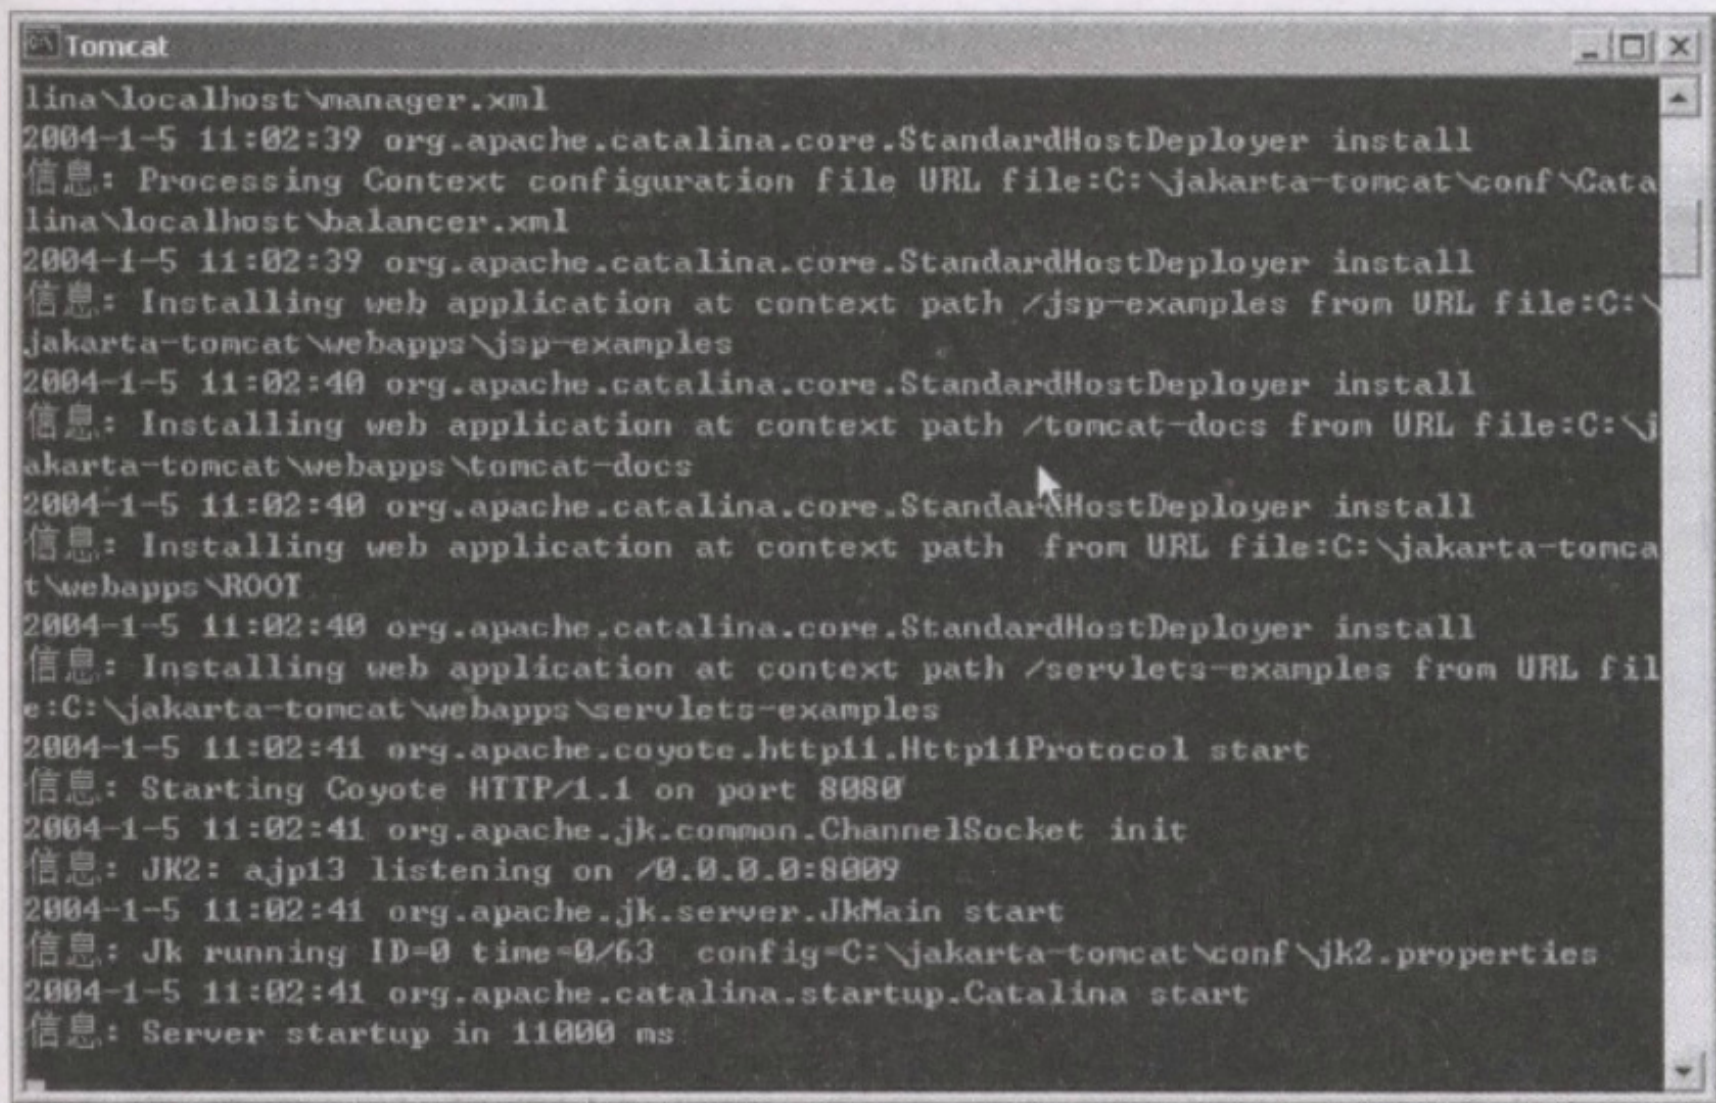 Tomcat
lina\localhost\manager.xml
2004-1-5 11:02:39 org.apache.catalina.core.StandardHostDeployer install
信息: Processing Context configuration file URL file:C:\jakarta-tomcat\conf\Cata
lina\localhost\balancer.xml
2004-1-5 11:02:39 org.apache.catalina.core.StandardHostDeployer install
信息: Installing web application at context path /jsp-examples from URL file:C:\
jakarta-tomcat\webapps\jsp-examples
2004-1-5 11:02:40 org.apache.catalina.core.StandardHostDeployer install
信息: Installing web application at context path /tomcat-docs from URL file:C:\j
akarta-tomcat\webapps\tomcat-docs
2004-1-5 11:02:40 org.apache.catalina.core.StandardHostDeployer install
信息: Installing web application at context path  from URL file:C:\jakarta-tomca
t\webapps\ROOT
2004-1-5 11:02:40 org.apache.catalina.core.StandardHostDeployer install
信息: Installing web application at context path /servlets-examples from URL fil
e:C:\jakarta-tomcat\webapps\servlets-examples
2004-1-5 11:02:41 org.apache.coyote.http11.Http11Protocol start
信息: Starting Coyote HTTP/1.1 on port 8080
2004-1-5 11:02:41 org.apache.jk.common.ChannelSocket init
信息: JK2: ajp13 listening on /0.0.0.0:8009
2004-1-5 11:02:41 org.apache.jk.server.JkMain start
信息: Jk running ID=0 time=0/63  config=C:\jakarta-tomcat\conf\jk2.properties
2004-1-5 11:02:41 org.apache.catalina.startup.Catalina start
信息: Server startup in 11000 ms